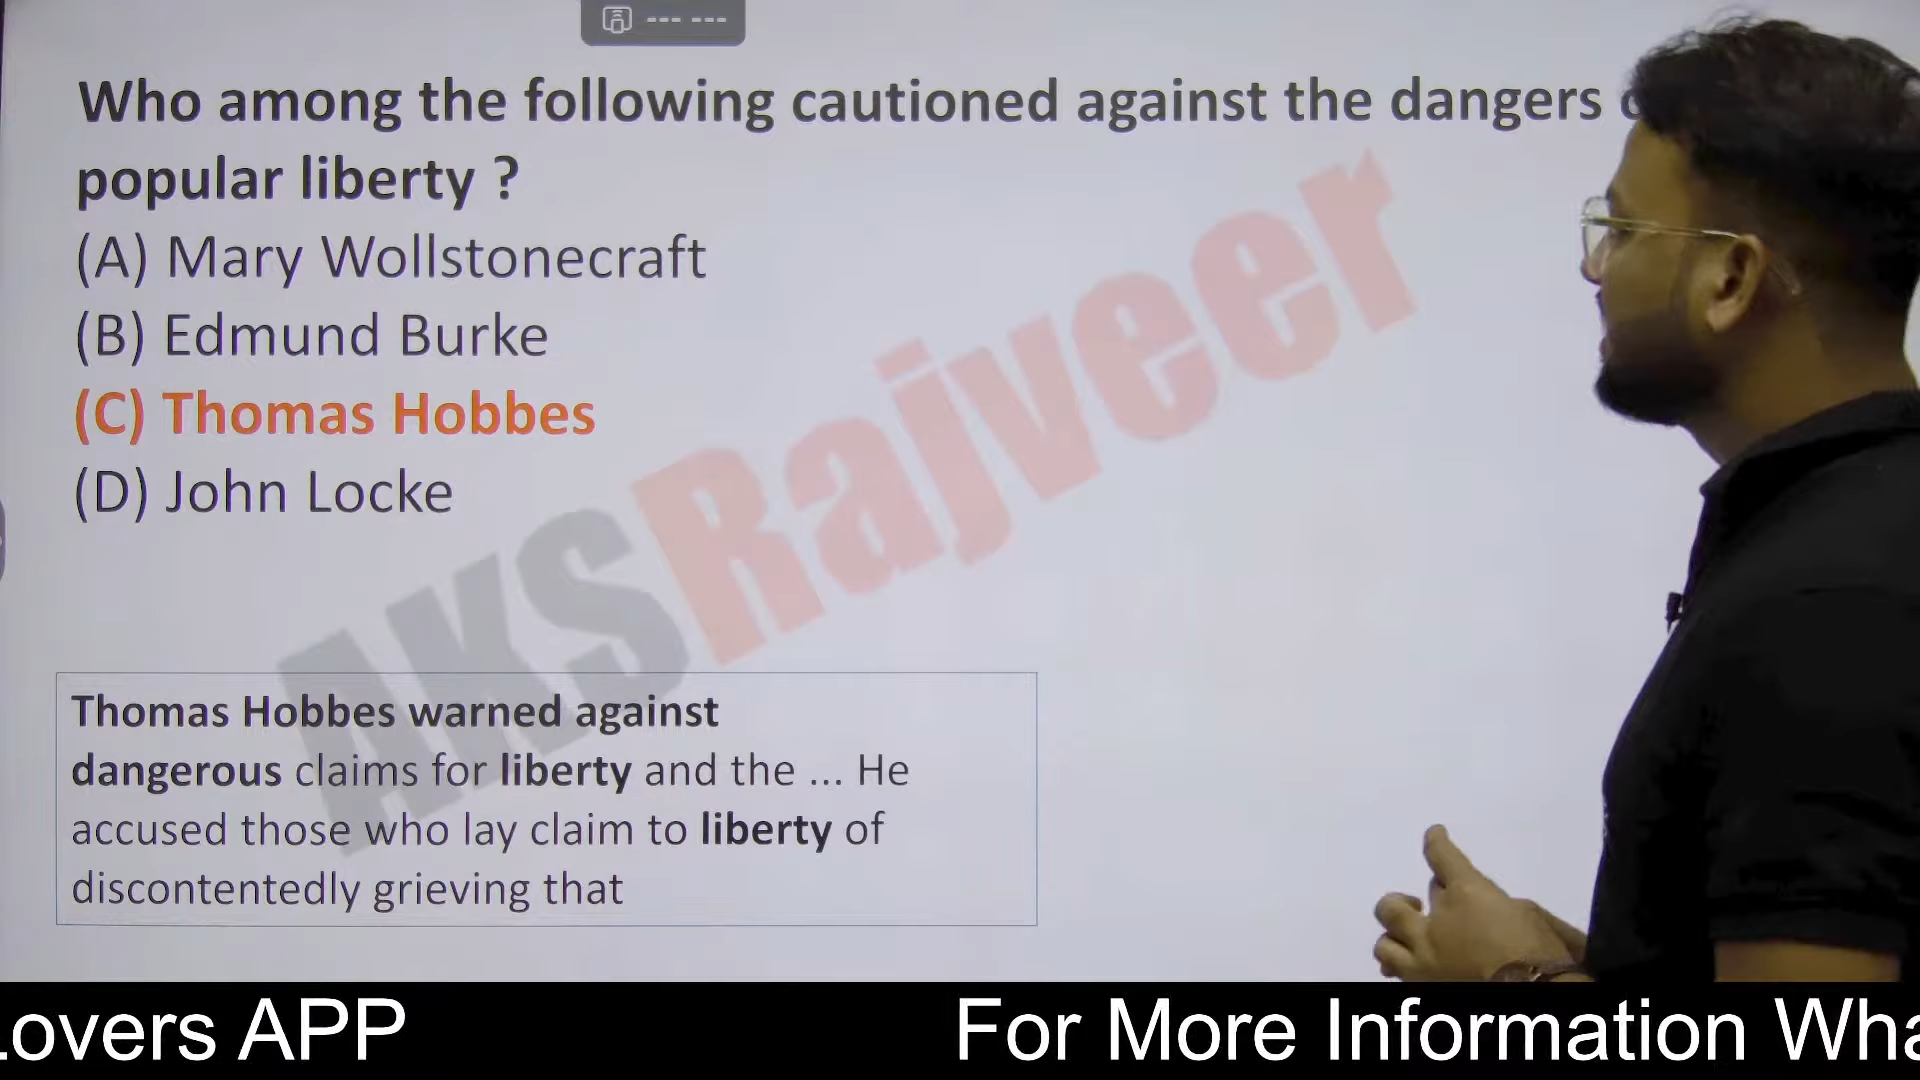 --- ---
Who among the following cautioned against the dangers
popular liberty ?
(A) Mary Wollstonecraft
(B) Edmund Burke
(C) Thomas Hobbes
(D) John Locke
AKSRajveer
Thomas Hobbes warned against
dangerous claims for liberty and the ... He
accused those who lay claim to liberty of
discontentedly grieving that
Lovers APP For More Information Wha